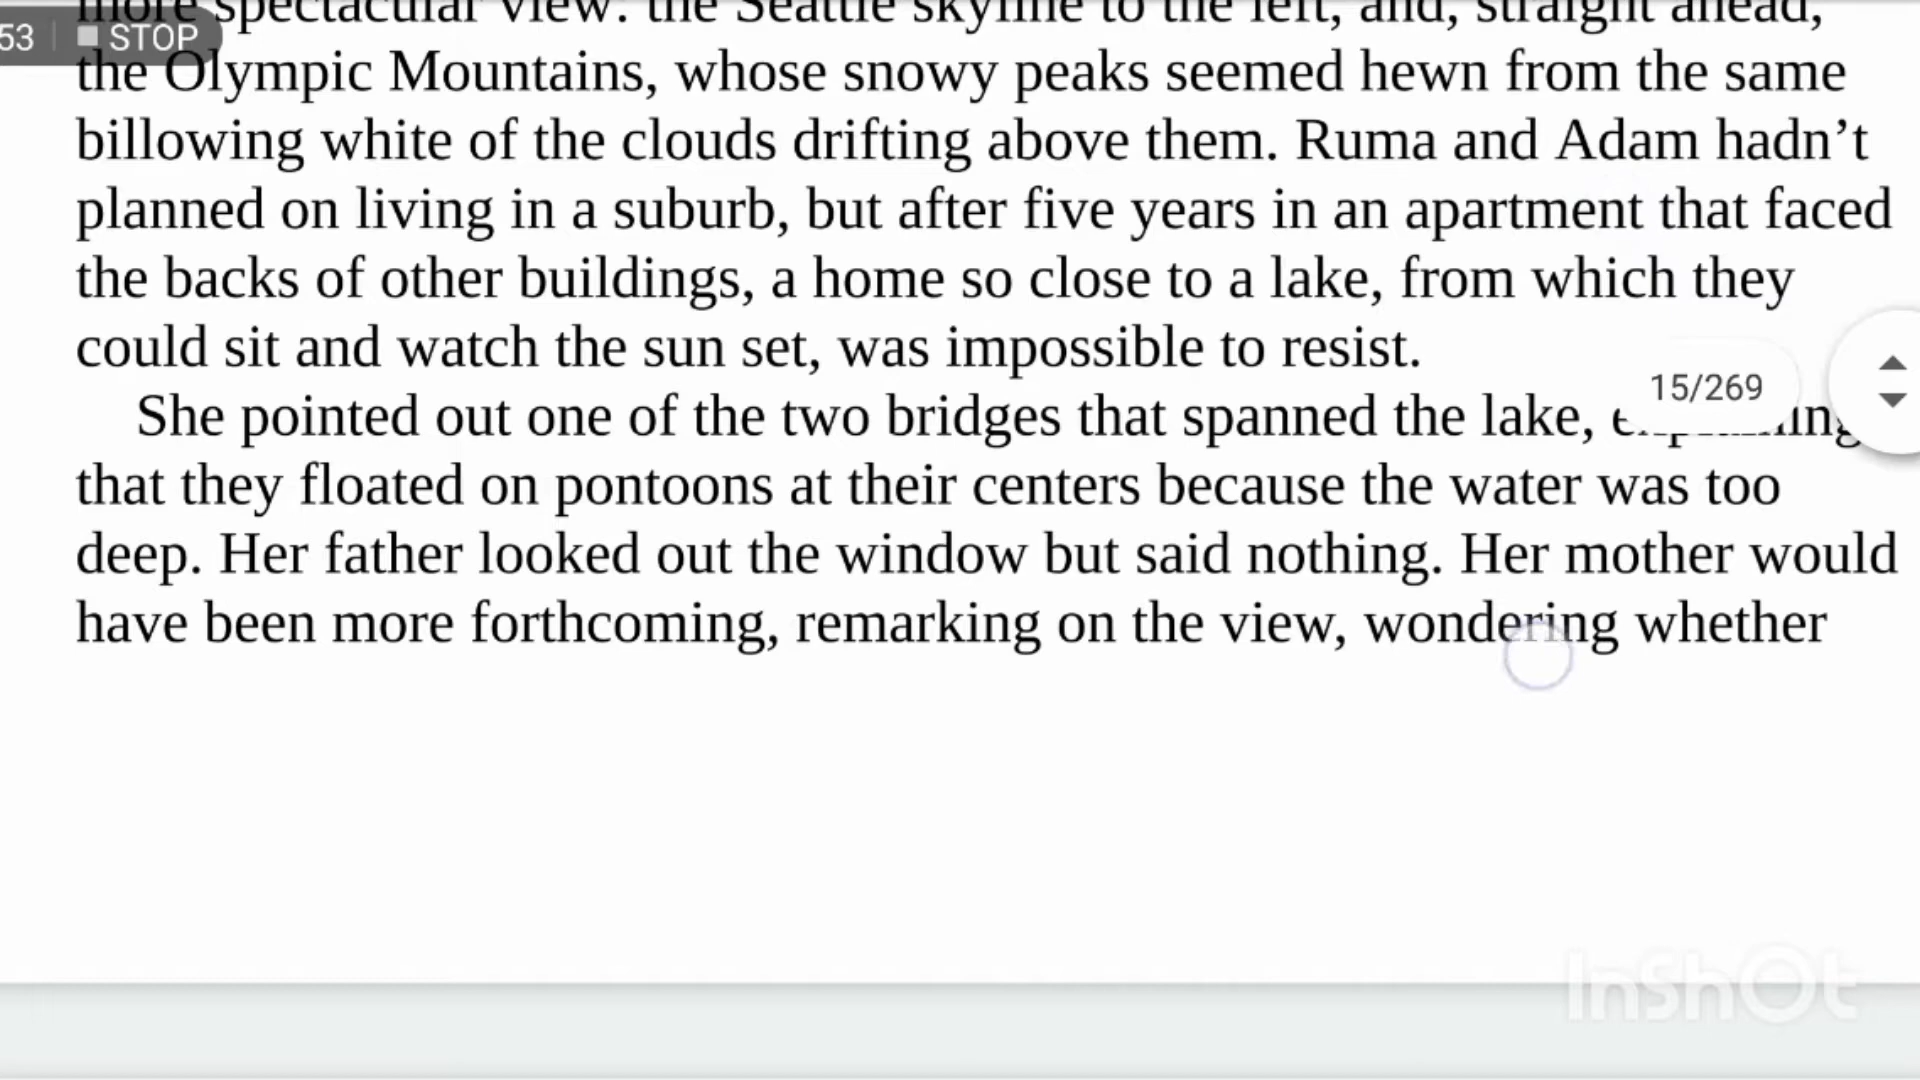 more spectacular view: the Seattle skyline to the left, and, straight ahead,
53 STOP
the Olympic Mountains, whose snowy peaks seemed hewn from the same
billowing white of the clouds drifting above them. Ruma and Adam hadn’t
planned on living in a suburb, but after five years in an apartment that faced
the backs of other buildings, a home so close to a lake, from which they
could sit and watch the sun set, was impossible to resist.
15/269
She pointed out one of the two bridges that spanned the lake,
that they floated on pontoons at their centers because the water was too
deep. Her father looked out the window but said nothing. Her mother would
have been more forthcoming, remarking on the view, wondering whether
InShOt